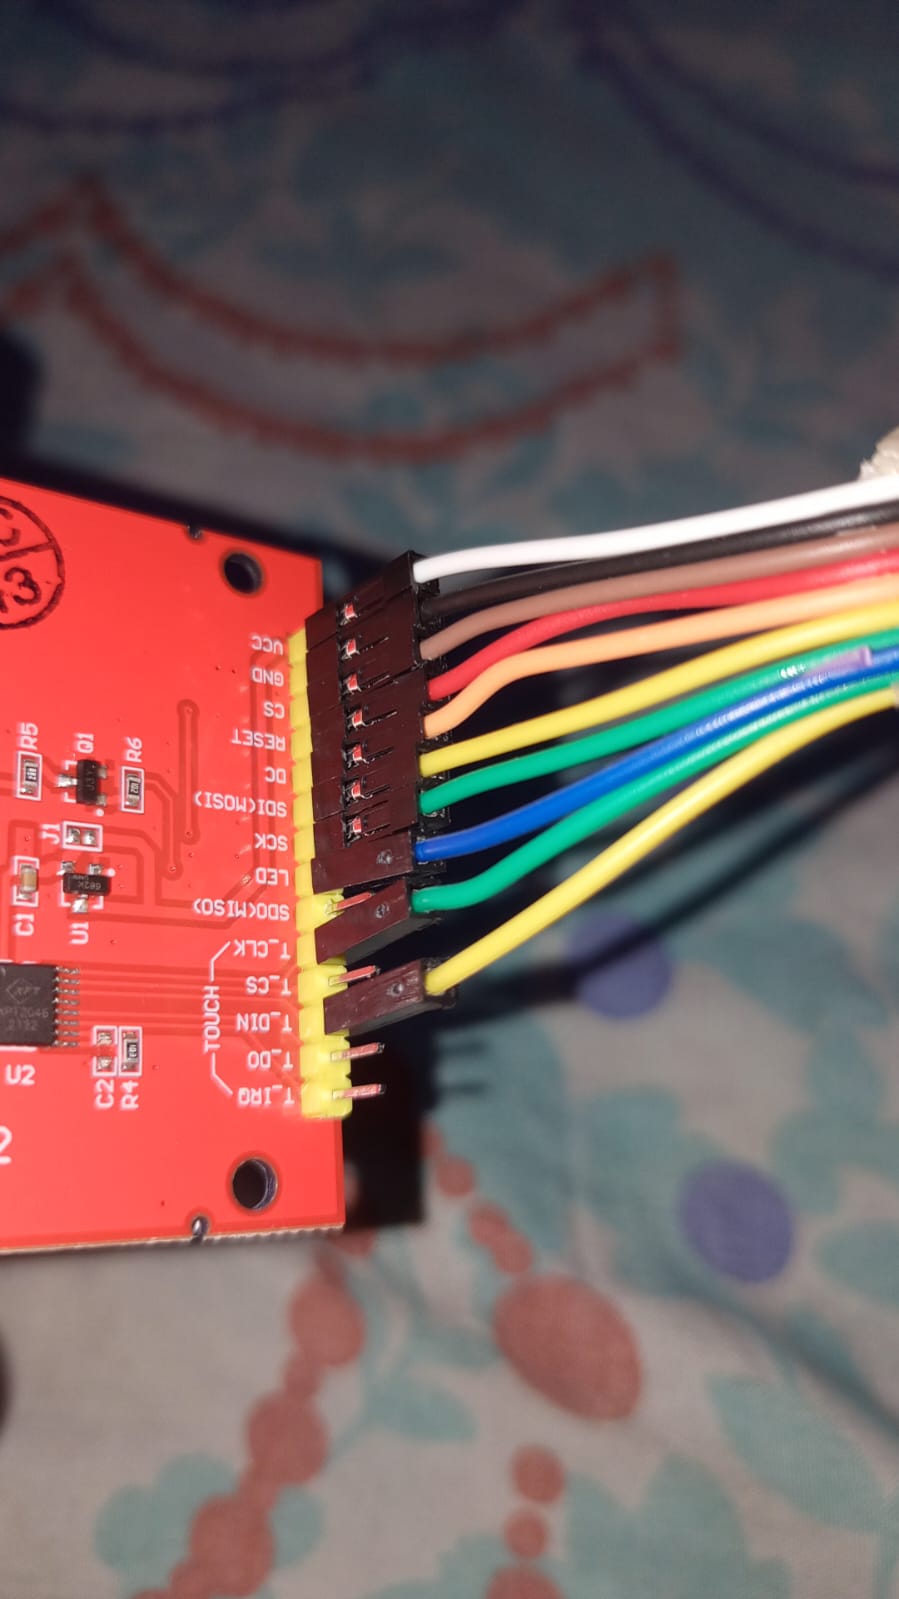 VCC
GND
CS
RESET
DC
SDI(MOSI)
SCK
LED
SDO(MISO)
T_CLK
T_CS
T_DIN
T_DO
T_IRQ
TOUCH
R5
Q1
R6
J1
C1
U1
U2
C2
R4
2